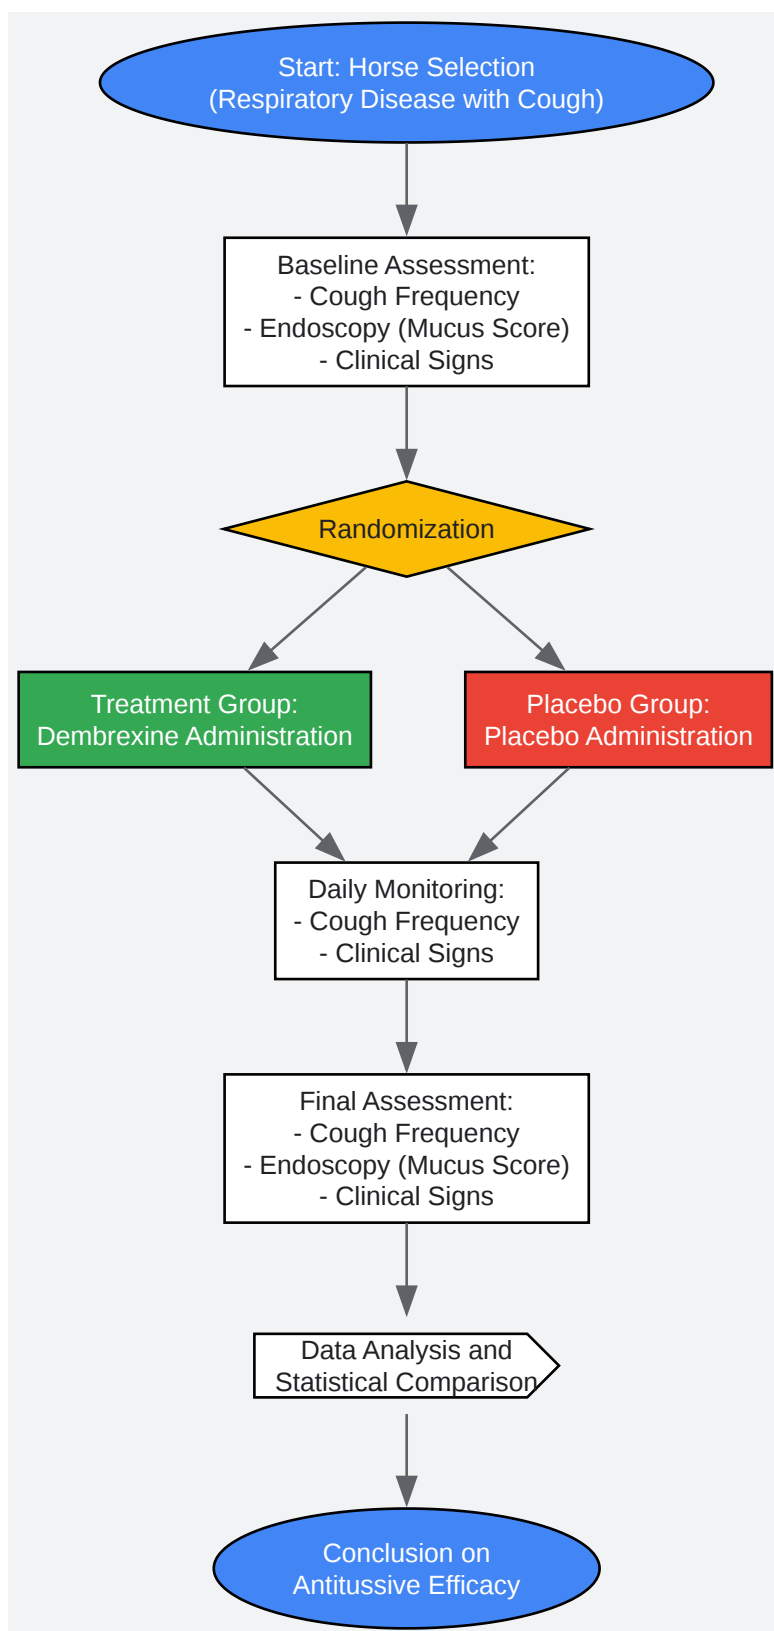 Start: Horse Selection
(Respiratory Disease with Cough)
Baseline Assessment:
- Cough Frequency
- Endoscopy (Mucus Score)
- Clinical Signs
Randomization
Treatment Group:
Dembrexine Administration
Placebo Group:
Placebo Administration
Daily Monitoring:
- Cough Frequency
- Clinical Signs
Final Assessment:
- Cough Frequency
- Endoscopy (Mucus Score)
- Clinical Signs
Data Analysis and
Statistical Comparison
Conclusion on
Antitussive Efficacy